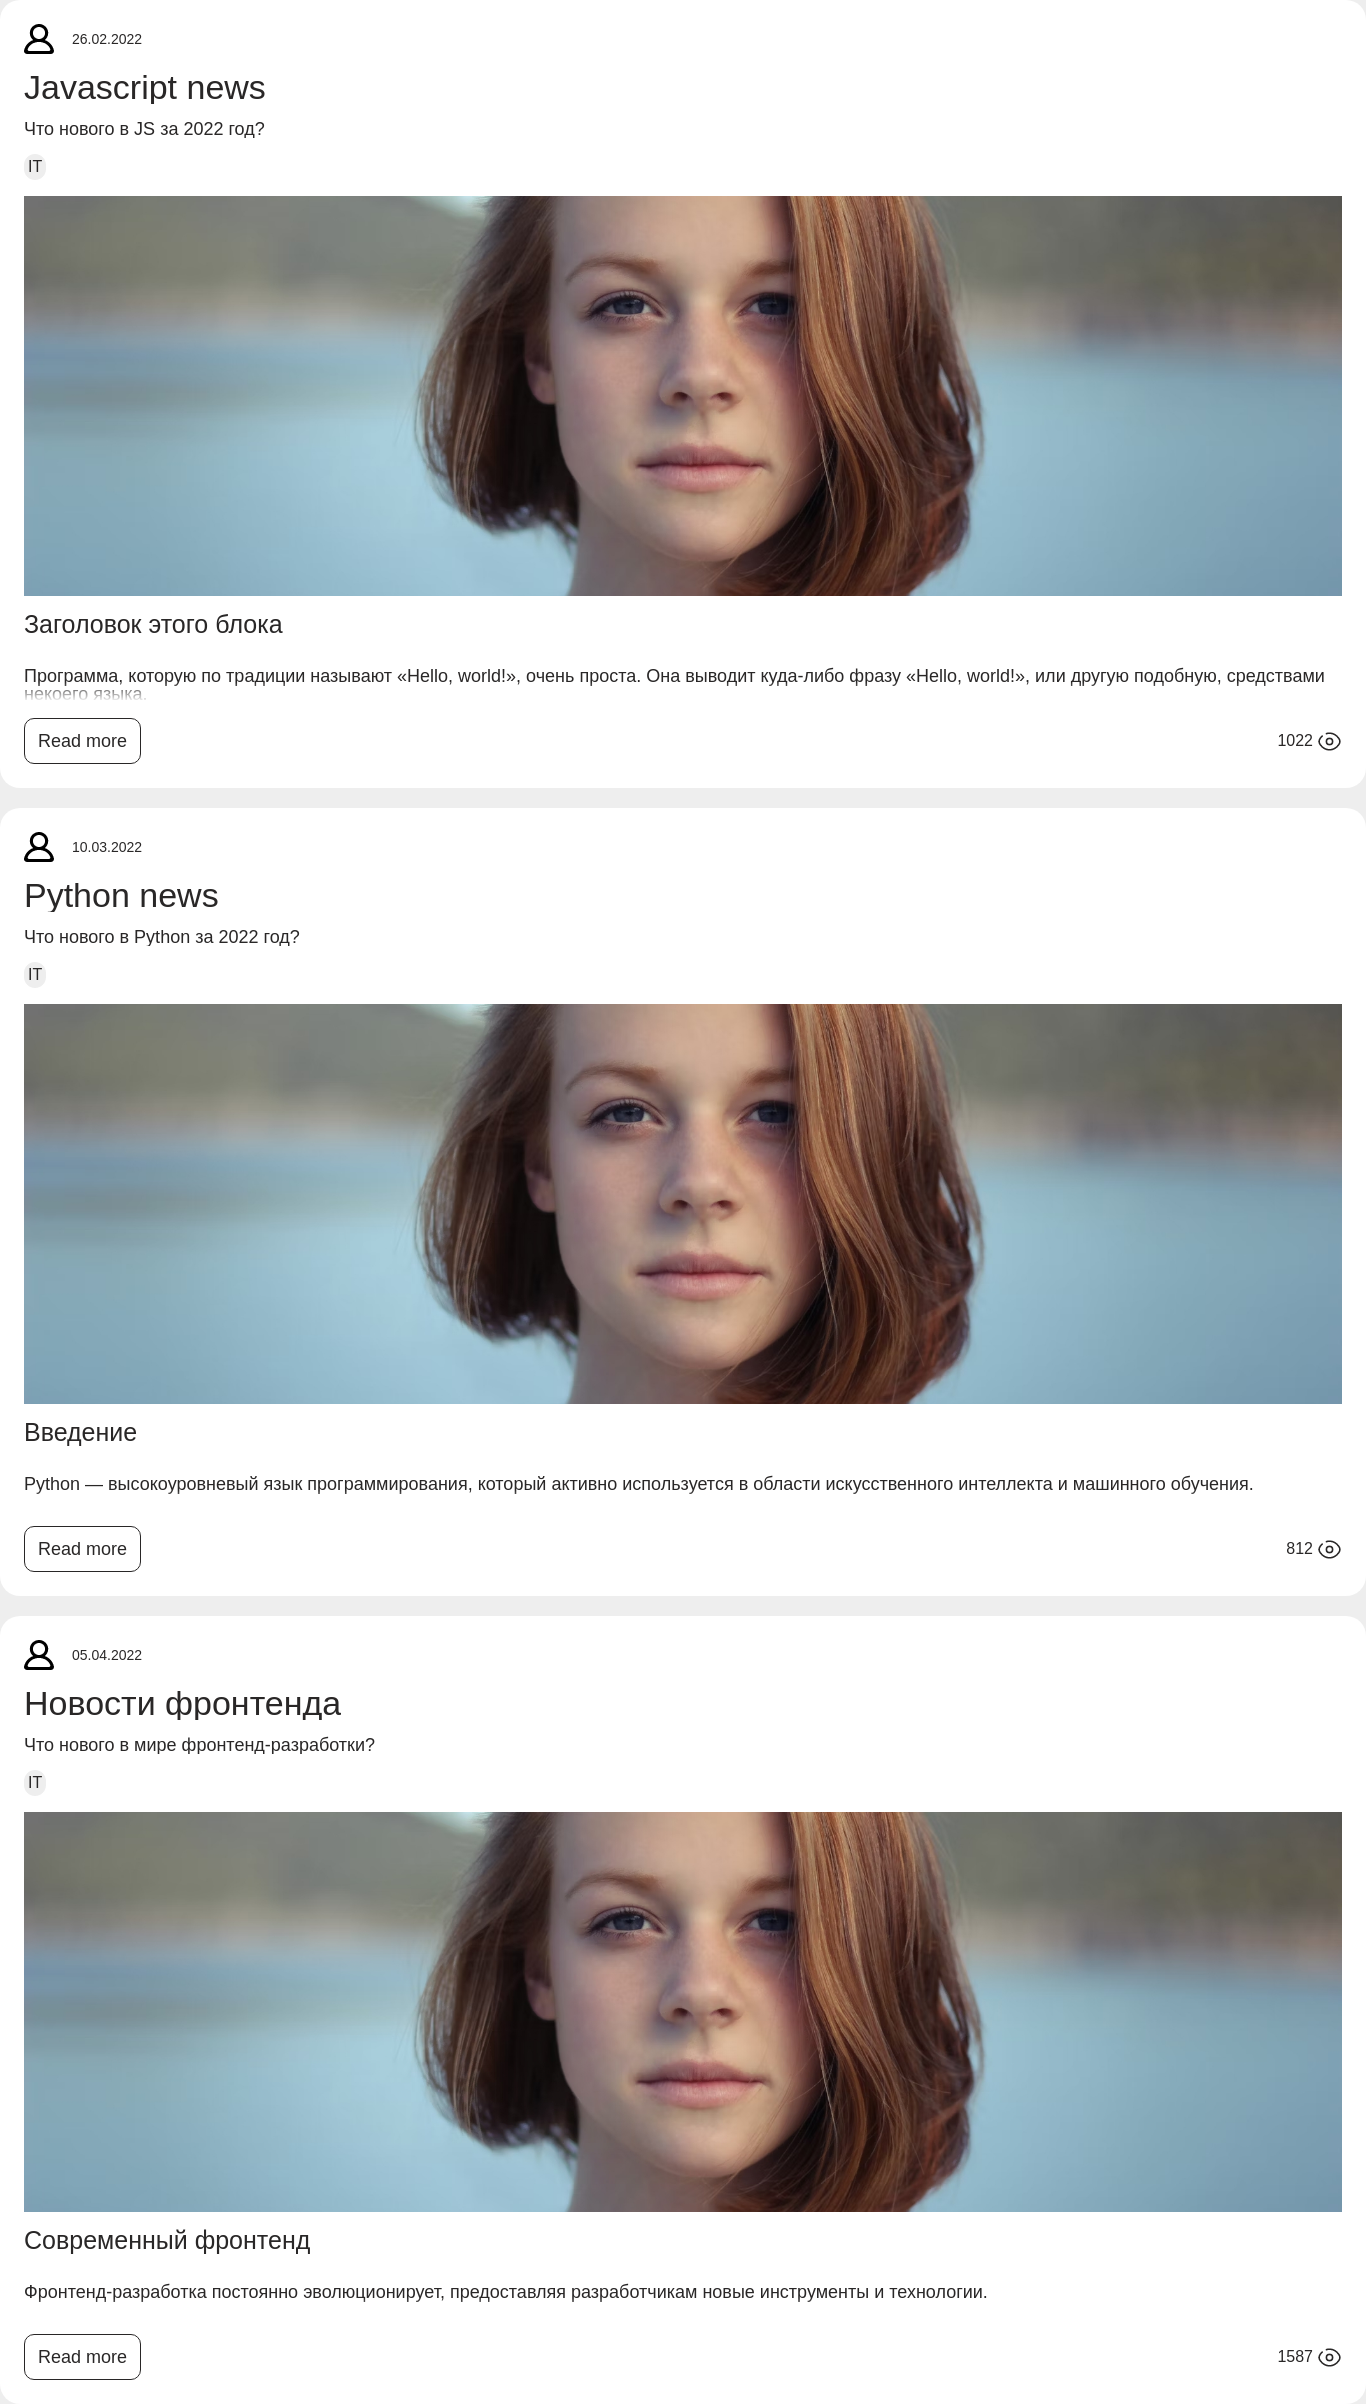 26.02.2022
Javascript news
Что нового в JS за 2022 год?
IT
Заголовок этого блока
Программа, которую по традиции называют «Hello, world!», очень проста. Она выводит куда-либо фразу «Hello, world!», или другую подобную, средствами
некоего языка.
Read more
1022
10.03.2022
Python news
Что нового в Python за 2022 год?
IT
Введение
Python — высокоуровневый язык программирования, который активно используется в области искусственного интеллекта и машинного обучения.
Read more
812
05.04.2022
Новости фронтенда
Что нового в мире фронтенд-разработки?
IT
Современный фронтенд
Фронтенд-разработка постоянно эволюционирует, предоставляя разработчикам новые инструменты и технологии.
Read more
1587